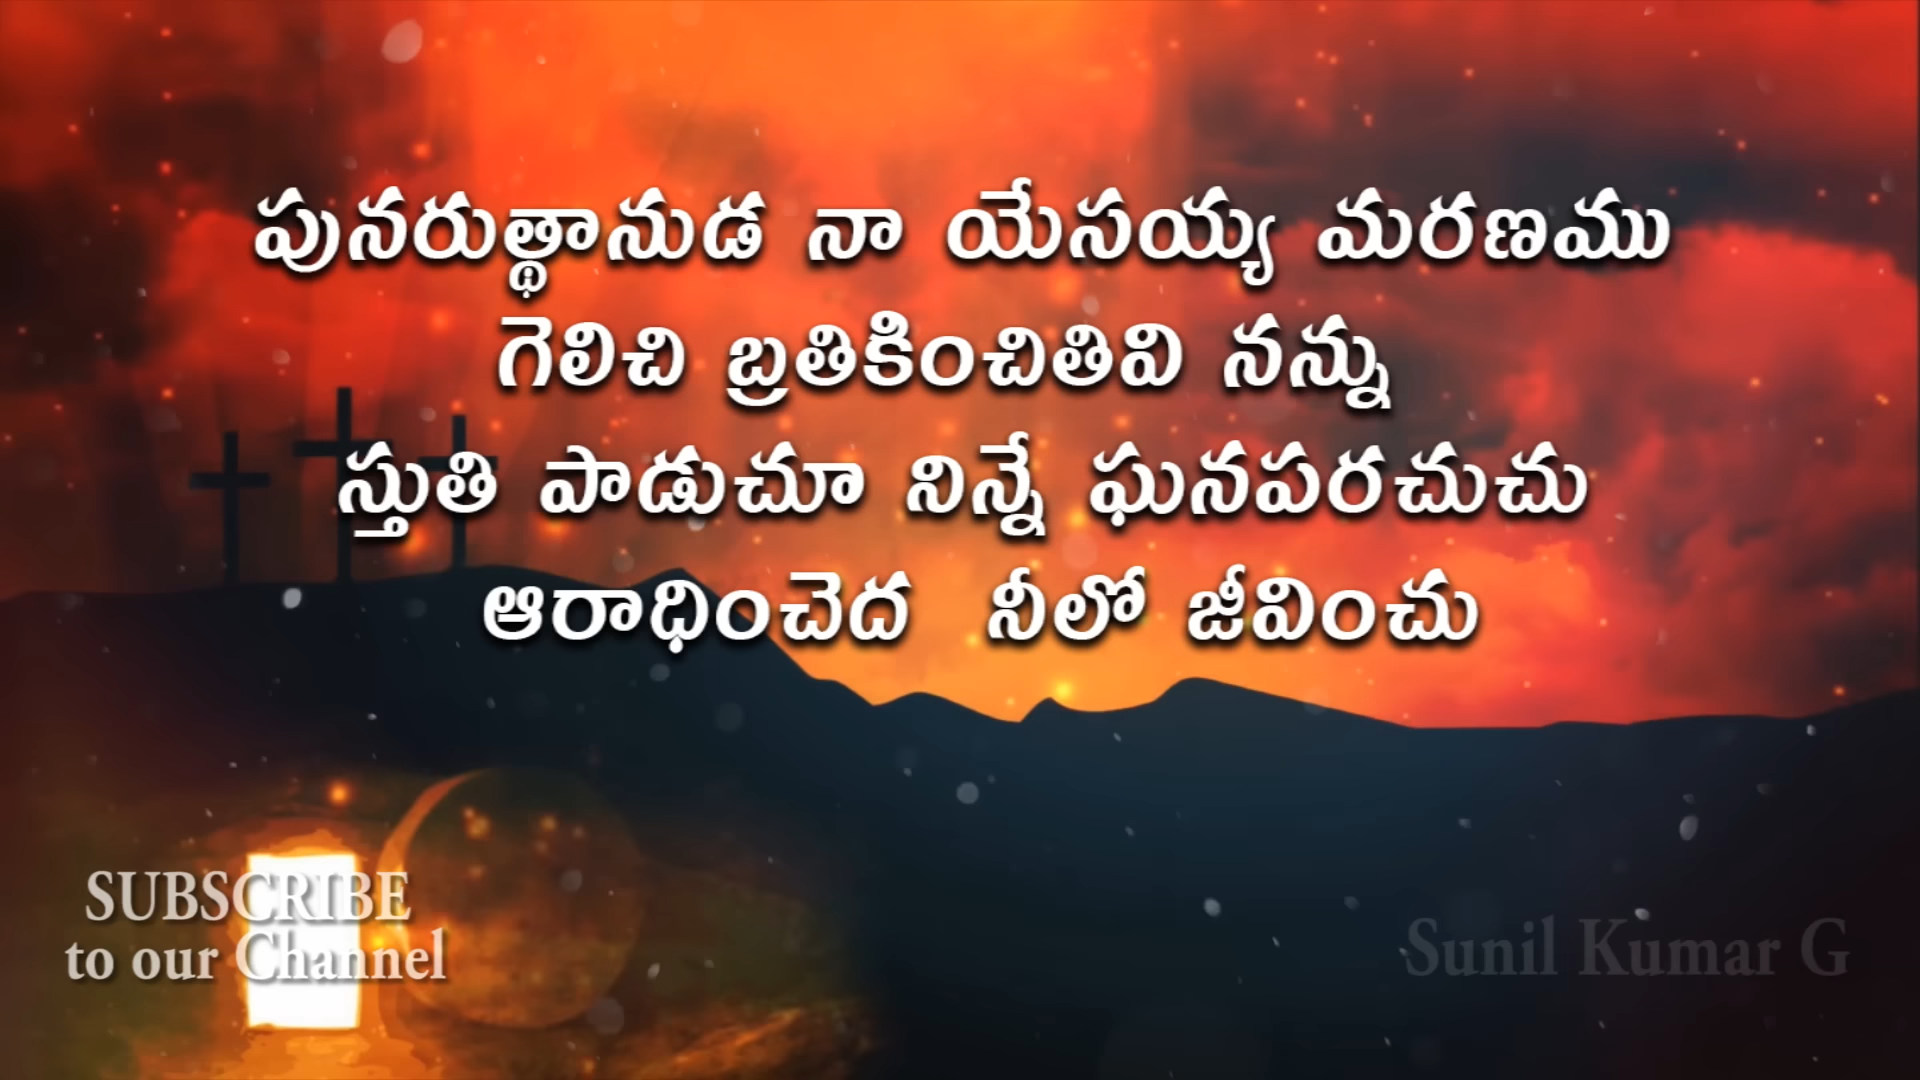 పునరుత్థానుడ నా యేసయ్య మరణము
గెలిచి బ్రతికించితివి నన్ను
స్తుతి పాడుచూ నిన్నే ఘనపరచుచు
ఆరాధించెద నీలో జీవించు
SUBSCRIBE
to our Channel
Sunil Kumar G